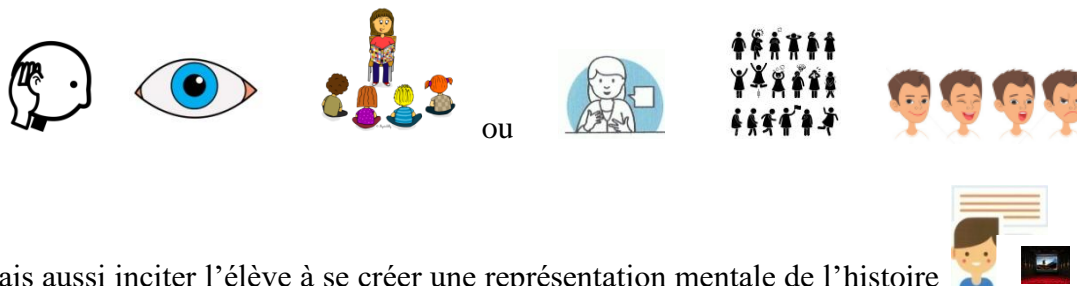 ou
ais aussi inciter l’élève à se créer une représentation mentale de l’histoire